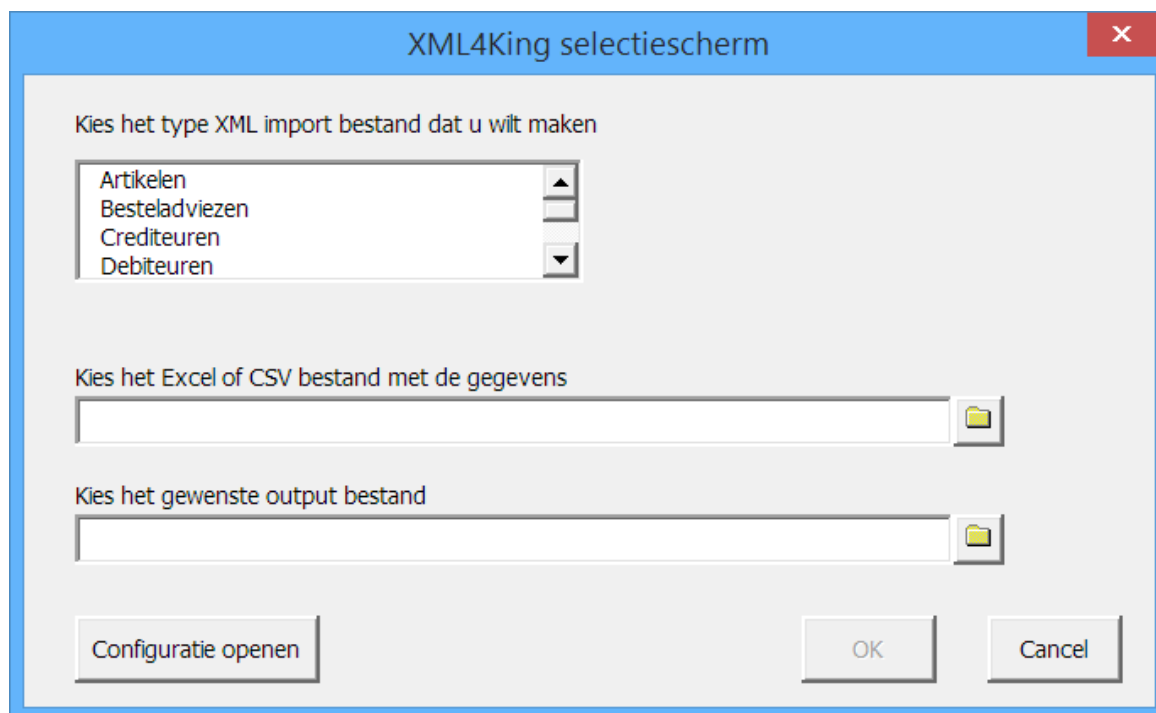 XML4King selectiescherm
Kies het type XML import bestand dat u wilt maken
Artikelen
Besteladviezen
Crediteuren
Debiteuren
Kies het Excel of CSV bestand met de gegevens
Kies het gewenste output bestand
Configuratie openen
OK
Cancel